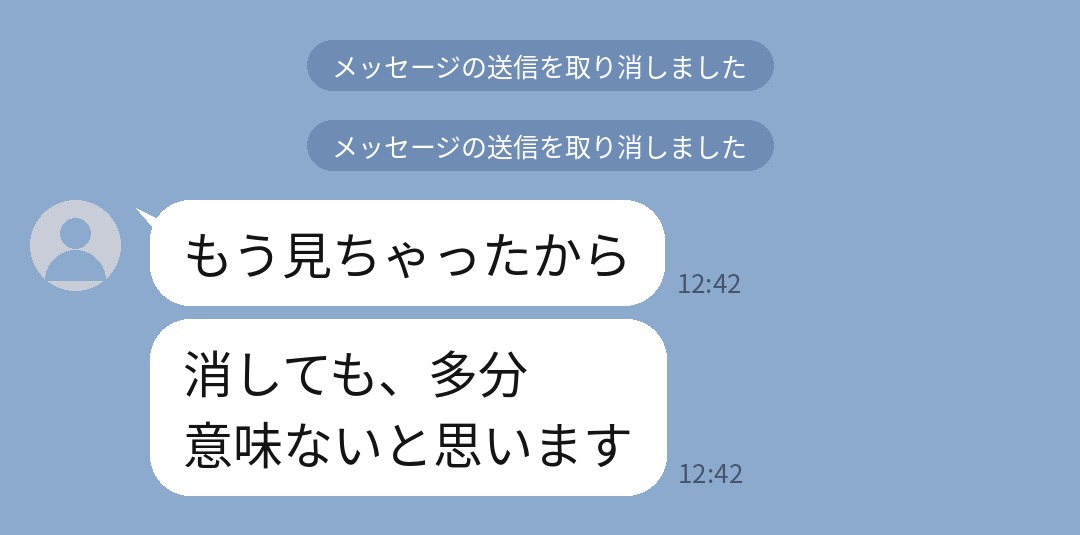 メッセージの送信を取り消しました
メッセージの送信を取り消しました
もう見ちゃったから
12:42
消しても、多分
意味ないと思います
12:42